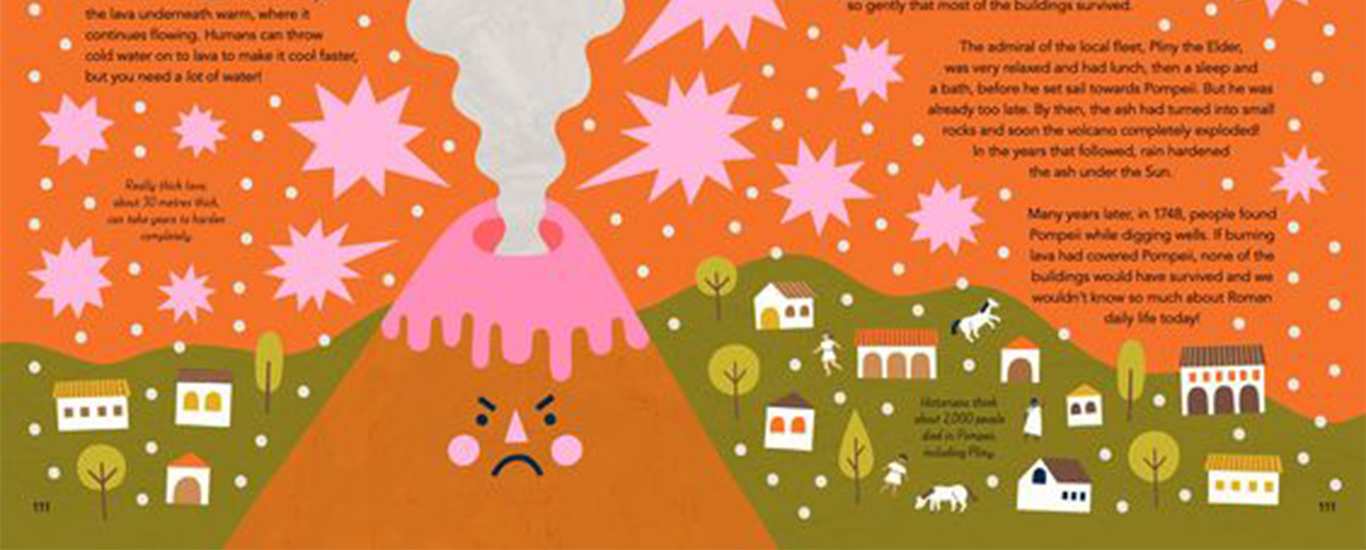 the lava underneath warm, where it
continues flowing. Humans can throw
cold water on to lava to make it cool faster,
but you need a lot of water!
Really thick lava,
about 30 metres thick,
can take years to harden
completely.
111
so gently that most of the buildings survived.
The admiral of the local fleet, Pliny the Elder,
was very relaxed and had lunch, then a sleep and
a bath, before he set sail towards Pompeii. But he was
already too late. By then, the ash had turned into small
rocks and soon the volcano completely exploded!
In the years that followed, rain hardened
the ash under the Sun.
Many years later, in 1748, people found
Pompeii while digging wells. If burning
lava had covered Pompeii, none of the
buildings would have survived and we
wouldn't know so much about Roman
daily life today!
Historians think
about 2,000 people
died in Pompeii,
including Pliny.
111